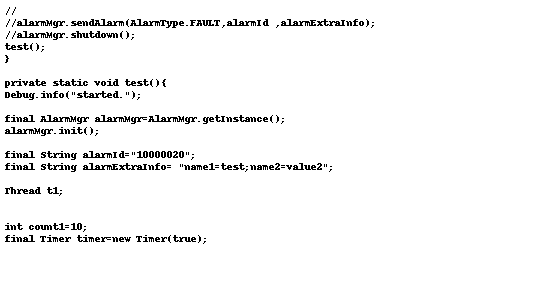 //
//alarmMgr.sendAlarm(AlarmType.FAULT,alarmId ,alarmExtraInfo);
//alarmMgr.shutdown();
test();
}
private static void test(){
Debug.info("started.");
final AlarmMgr alarmMgr=AlarmMgr.getInstance();
alarmMgr.init();
final String alarmId="10000020";
final String alarmExtraInfo= "name1=test;name2=value2";
Thread t1;
int count1=10;
final Timer timer=new Timer(true);